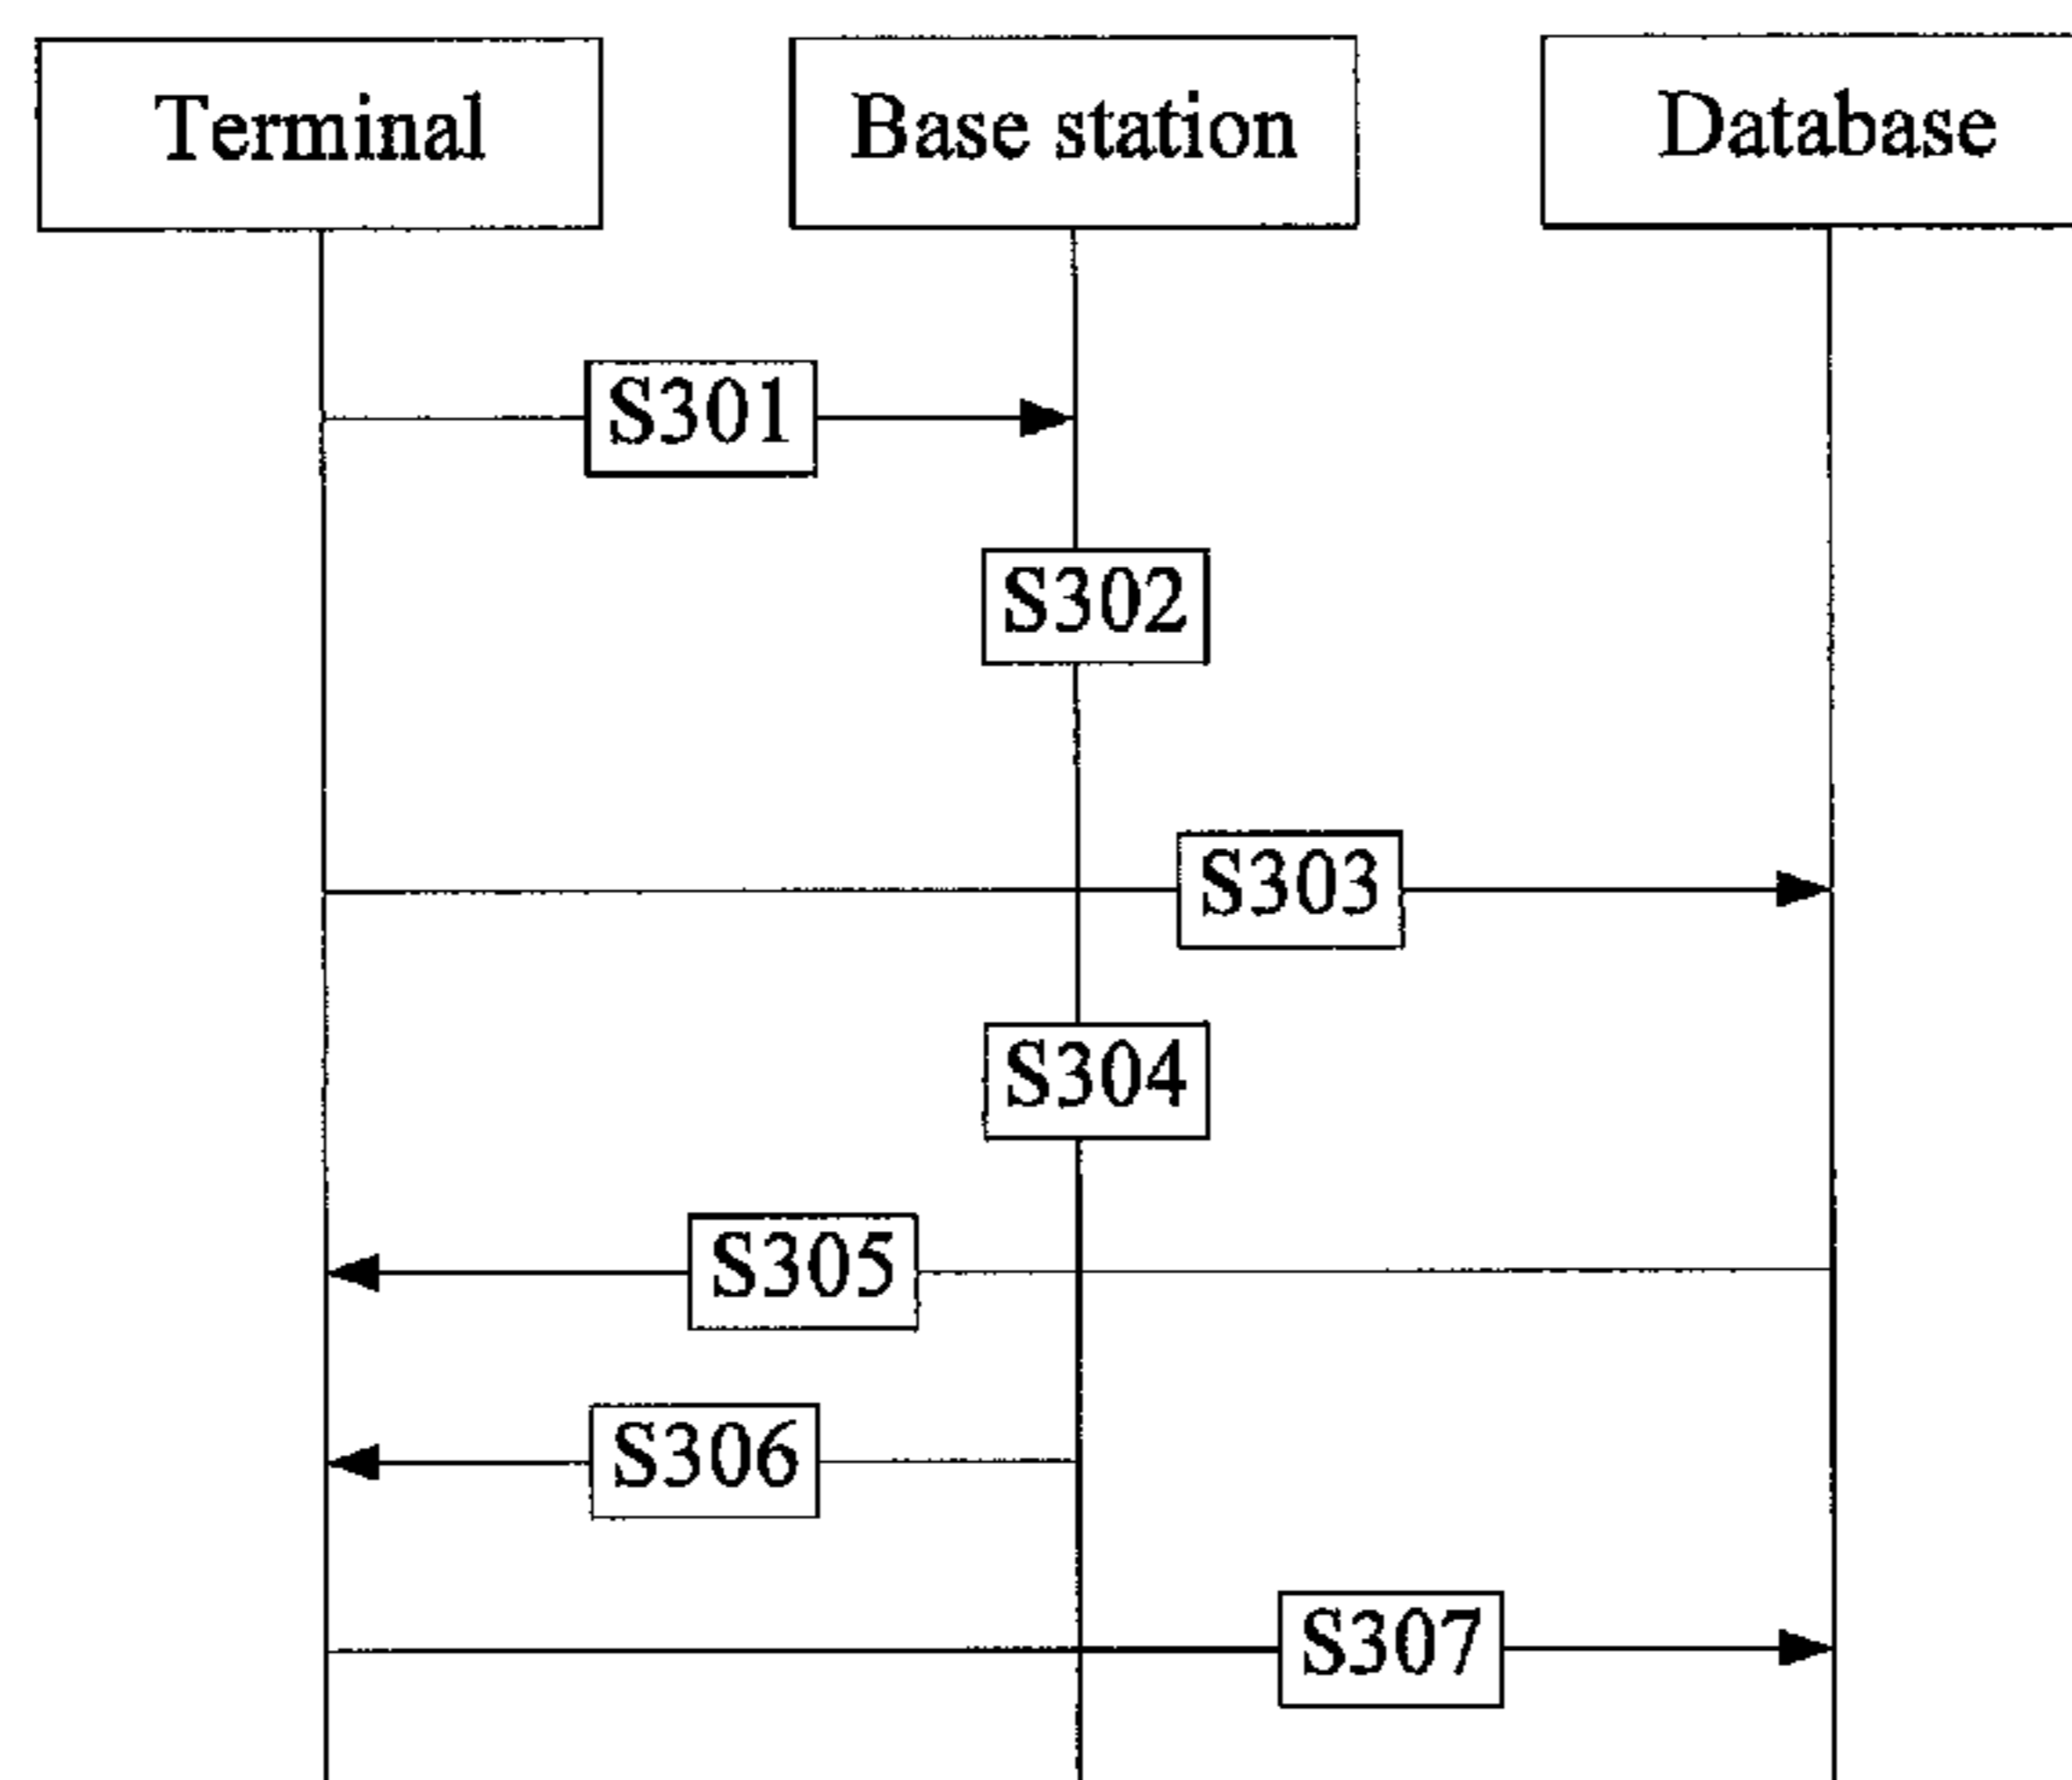 Terminal
Base station
Database
S301
S302
S303
S304
S305
S306
S307